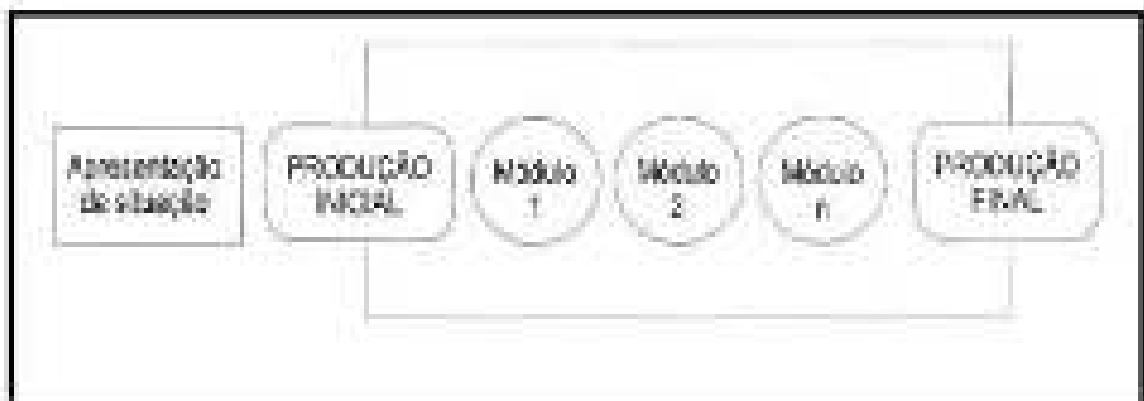 Apresentação
da situação
PRODUÇÃO
INICIAL
Módulo
1
Módulo
2
Módulo
n
PRODUÇÃO
FINAL